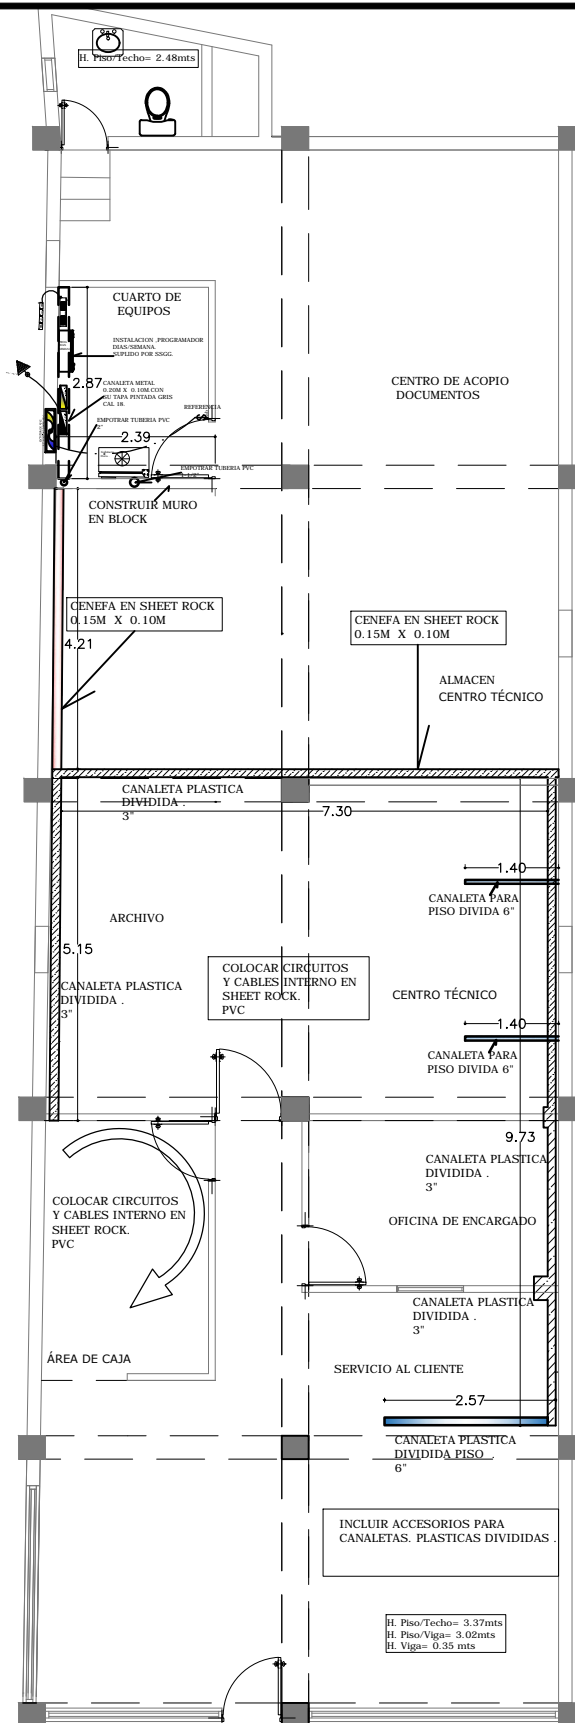 H. Piso/Techo= 2.48mts
CUARTO DE
EQUIPOS
INSTALACION ,PROGRAMADOR
DIAS/SEMANA.
SUPLIDO POR SSGG.
2.87
CANALETA METAL
0.20M X 0.10M.CON
SU TAPA PINTADA GRIS
CAL 18.
REFERENCIA
EMPOTRAR TUBERIA PVC
2"
2.39
EMPOTRAR TUBERIA PVC
CENTRO DE ACOPIO
DOCUMENTOS
CONSTRUIR MURO
EN BLOCK
CENEFA EN SHEET ROCK
0.15M X 0.10M
4.21
CENEFA EN SHEET ROCK
0.15M X 0.10M
ALMACEN
CENTRO TÉCNICO
CANALETA PLASTICA
DIVIDIDA .
3"
7.30
1.40
CANALETA PARA
PISO DIVIDA 6"
ARCHIVO
5.15
COLOCAR CIRCUITOS
Y CABLES INTERNO EN
SHEET ROCK.
PVC
CANALETA PLASTICA
DIVIDIDA .
3"
CENTRO TÉCNICO
1.40
CANALETA PARA
PISO DIVIDA 6"
9.73
CANALETA PLASTICA
DIVIDIDA .
3"
COLOCAR CIRCUITOS
Y CABLES INTERNO EN
SHEET ROCK.
PVC
OFICINA DE ENCARGADO
CANALETA PLASTICA
DIVIDIDA .
3"
ÁREA DE CAJA
SERVICIO AL CLIENTE
2.57
CANALETA PLASTICA
DIVIDIDA PISO .
6"
INCLUIR ACCESORIOS PARA
CANALETAS. PLASTICAS DIVIDIDAS .
H. Piso/Techo= 3.37mts
H. Piso/Viga= 3.02mts
H. Viga= 0.35 mts